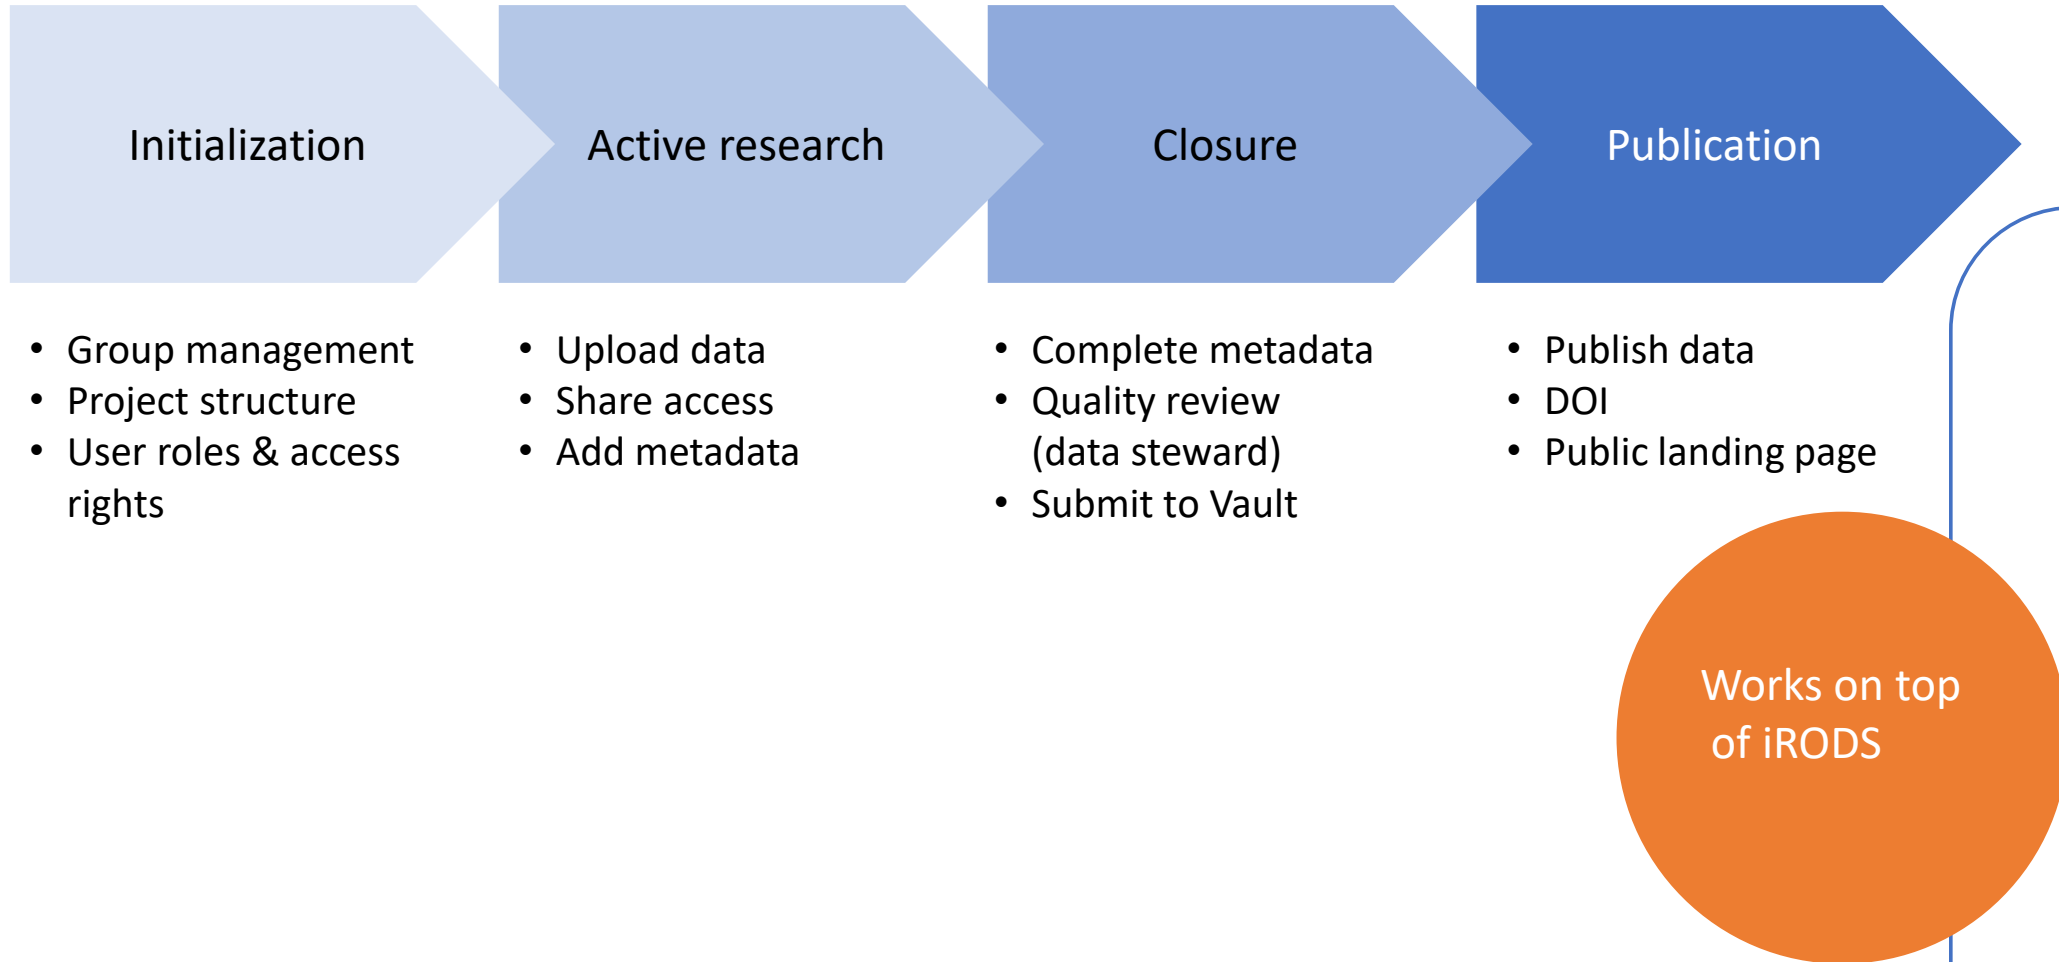 Initialization
Active research
Closure
Publication
• Group management
• Project structure
• User roles & access
rights
• Upload data
• Share access
• Add metadata
• Complete metadata
• Quality review
(data steward)
• Submit to Vault
• Publish data
• DOI
• Public landing page
Works on top
of iRODS